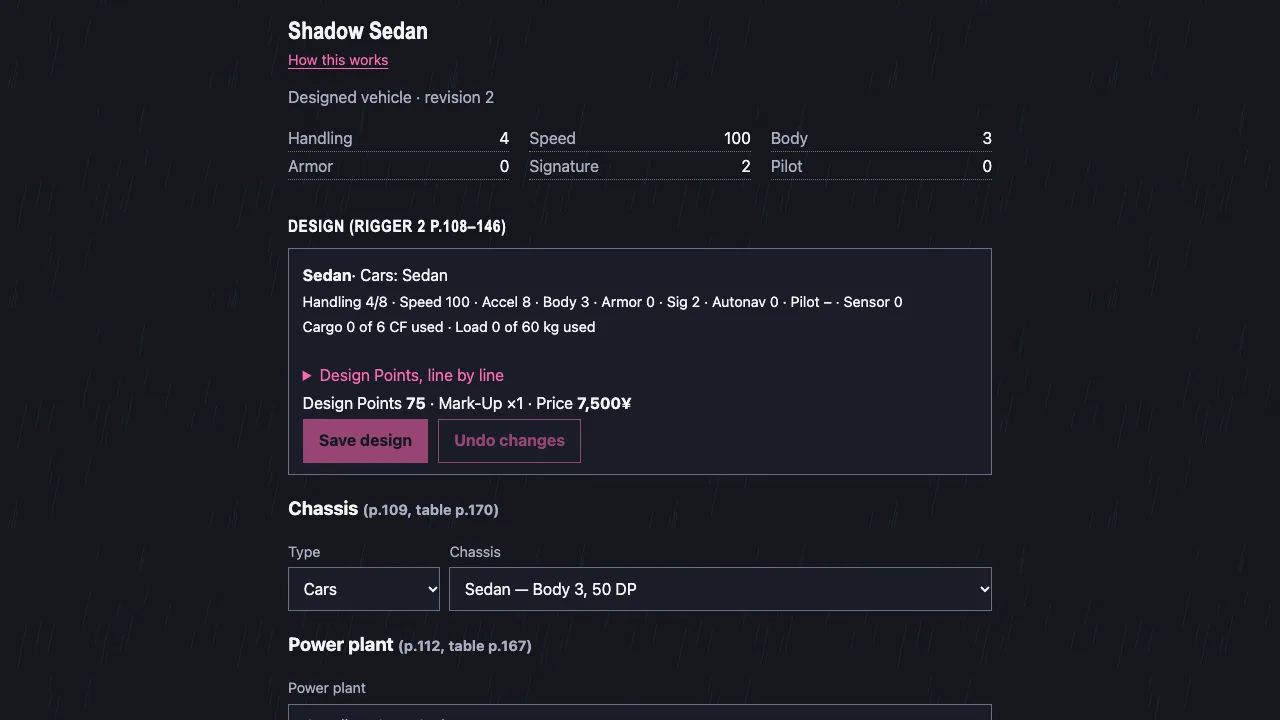 Shadow Sedan
How this works
Designed vehicle · revision 2
Handling 4 Speed 100 Body 3
Armor 0 Signature 2 Pilot 0
DESIGN (RIGGER 2 P.108–146)
Sedan· Cars: Sedan
Handling 4/8 · Speed 100 · Accel 8 · Body 3 · Armor 0 · Sig 2 · Autonav 0 · Pilot – · Sensor 0
Cargo 0 of 6 CF used · Load 0 of 60 kg used
▶ Design Points, line by line
Design Points 75 · Mark-Up ×1 · Price 7,500¥
Save design Undo changes
Chassis (p.109, table p.170)
Type Chassis
Cars Sedan — Body 3, 50 DP
Power plant (p.112, table p.167)
Power plant